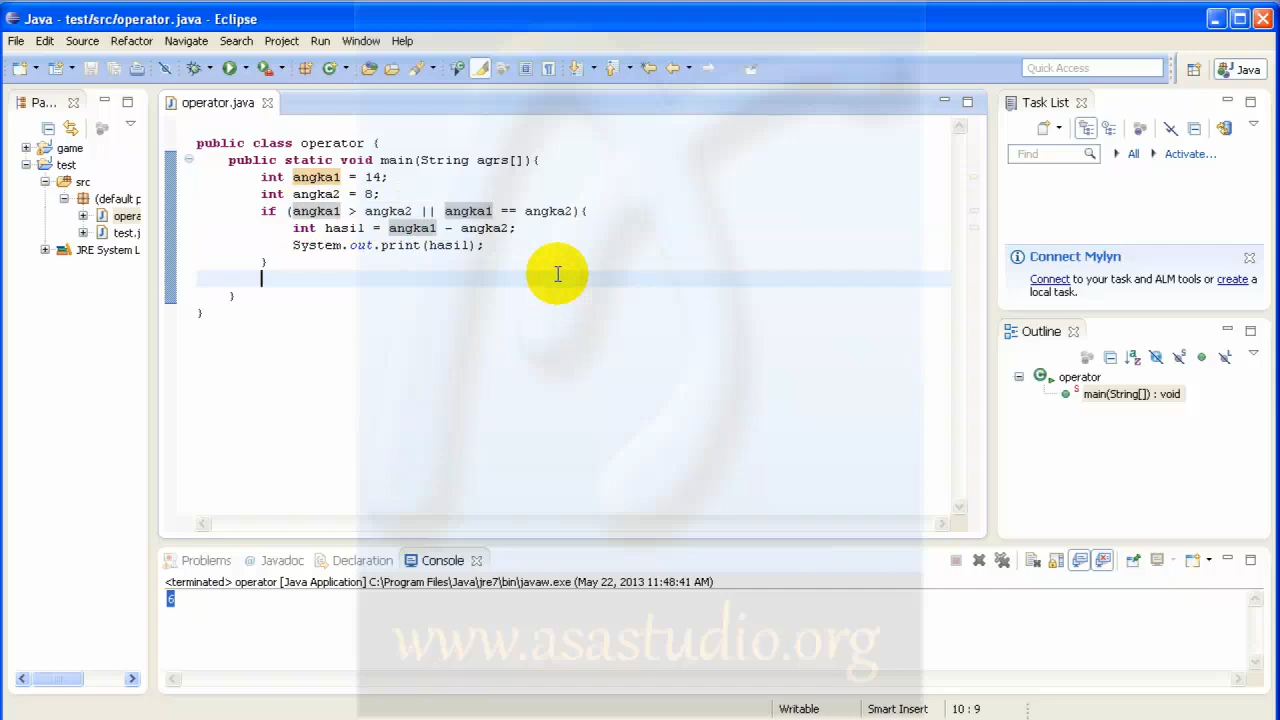 Java - test/src/operator.java - Eclipse
File Edit Source Refactor Navigate Search Project Run Window Help
Quick Access
Java
Pa...
game
test
src
(default p
opera
test.j
JRE System L
operator.java
public class operator {
public static void main(String agrs[]){
int angka1 = 14;
int angka2 = 8;
if (angka1 > angka2 || angka1 == angka2){
int hasil = angka1 - angka2;
System.out.print(hasil);
}
}
}
Task List
Find
All
Activate...
Connect Mylyn
Connect to your task and ALM tools or create a
local task.
Outline
operator
main(String[]) : void
Problems @ Javadoc Declaration Console
<terminated> operator [Java Application] C:\Program Files\Java\jre7\bin\javaw.exe (May 22, 2013 11:48:41 AM)
6
www.asastudio.org
Writable Smart Insert 10 : 9